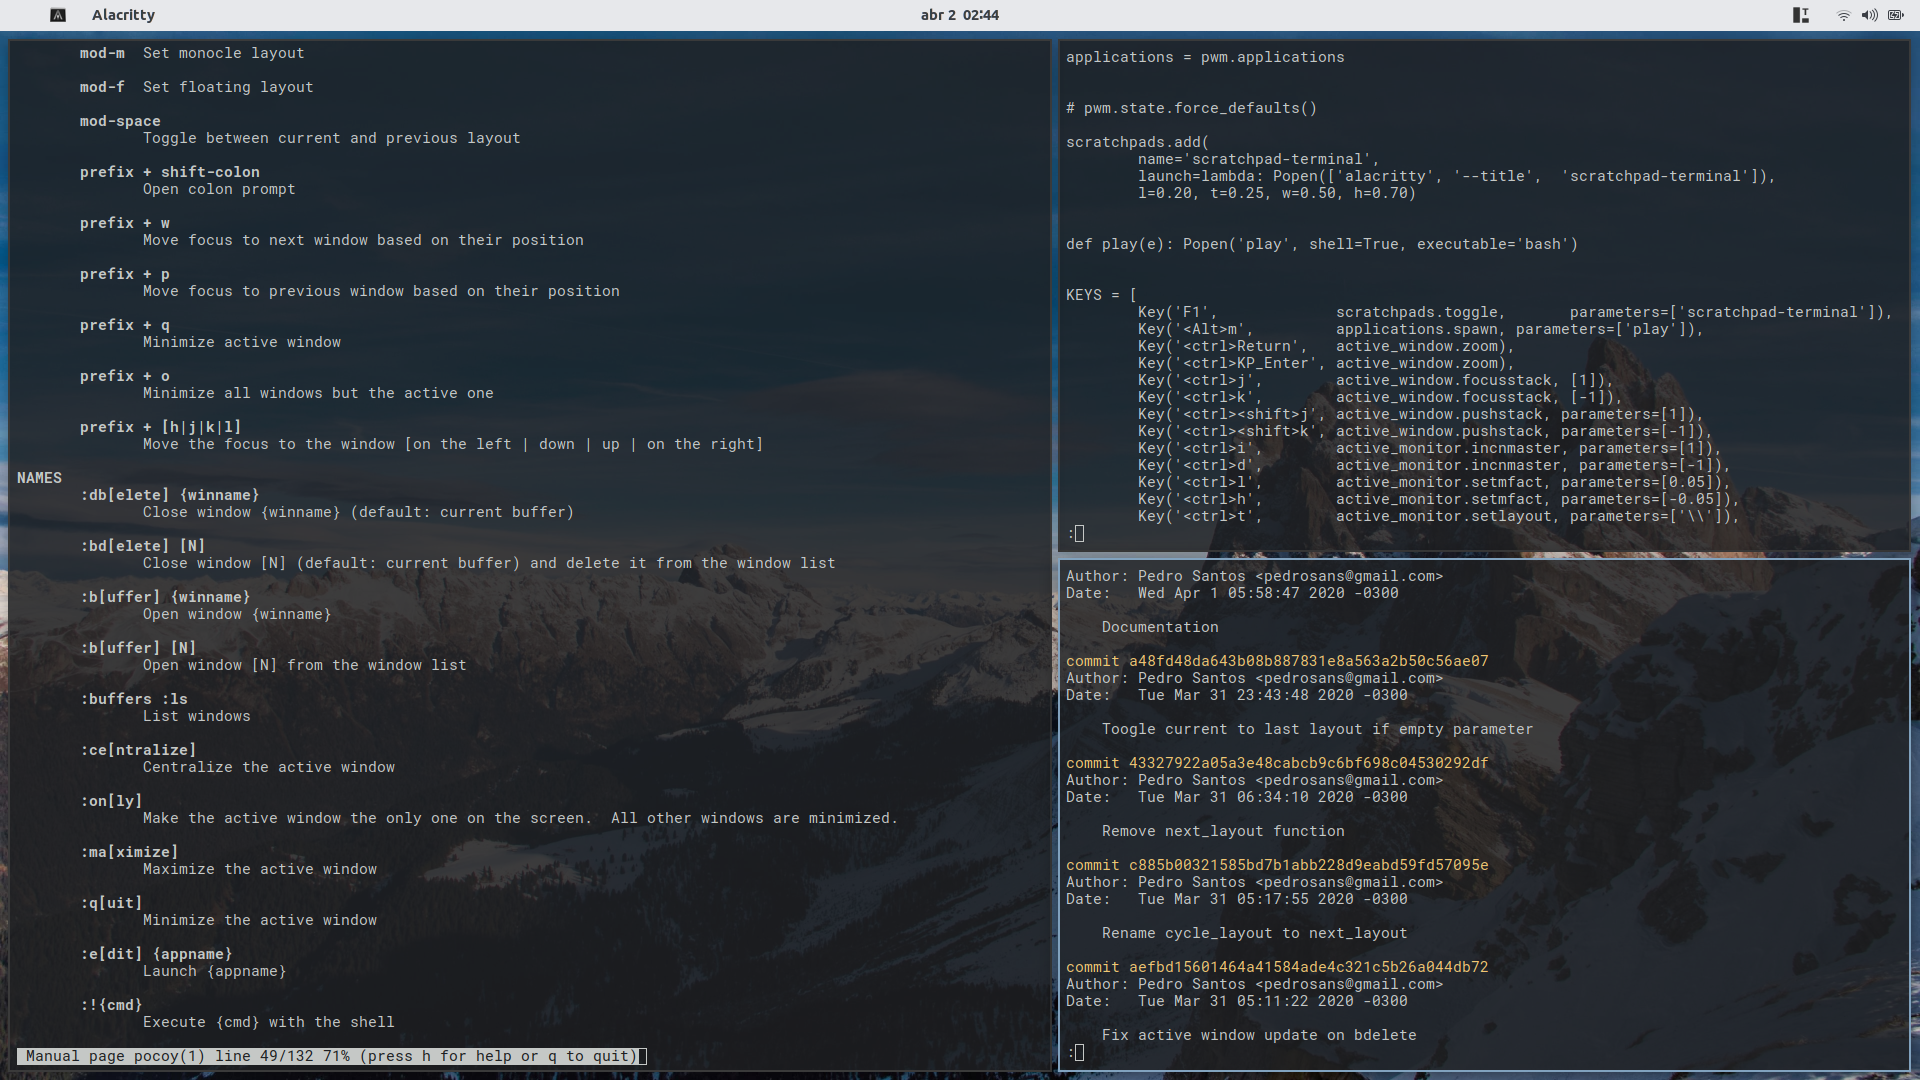 Alacritty
abr 2 02:44
mod-m  Set monocle layout
mod-f  Set floating layout
mod-space
Toggle between current and previous layout
prefix + shift-colon
Open colon prompt
prefix + w
Move focus to next window based on their position
prefix + p
Move focus to previous window based on their position
prefix + q
Minimize active window
prefix + o
Minimize all windows but the active one
prefix + [h|j|k|l]
Move the focus to the window [on the left | down | up | on the right]
NAMES
:db[elete] {winname}
Close window {winname} (default: current buffer)
:bd[elete] [N]
Close window [N] (default: current buffer) and delete it from the window list
:b[uffer] {winname}
Open window {winname}
:b[uffer] [N]
Open window [N] from the window list
:buffers :ls
List windows
:ce[ntralize]
Centralize the active window
:on[ly]
Make the active window the only one on the screen.  All other windows are minimized.
:ma[ximize]
Maximize the active window
:q[uit]
Minimize the active window
:e[dit] {appname}
Launch {appname}
:!{cmd}
Execute {cmd} with the shell
Manual page pocoy(1) line 49/132 71% (press h for help or q to quit)
applications = pwm.applications
# pwm.state.force_defaults()
scratchpads.add(
name='scratchpad-terminal',
launch=lambda: Popen(['alacritty', '--title',  'scratchpad-terminal']),
l=0.20, t=0.25, w=0.50, h=0.70)
def play(e): Popen('play', shell=True, executable='bash')
KEYS = [
Key('F1',             scratchpads.toggle,       parameters=['scratchpad-terminal']),
Key('<Alt>m',         applications.spawn, parameters=['play']),
Key('<ctrl>Return',   active_window.zoom),
Key('<ctrl>KP_Enter', active_window.zoom),
Key('<ctrl>j',        active_window.focusstack, [1]),
Key('<ctrl>k',        active_window.focusstack, [-1]),
Key('<ctrl><shift>j', active_window.pushstack, parameters=[1]),
Key('<ctrl><shift>k', active_window.pushstack, parameters=[-1]),
Key('<ctrl>i',        active_monitor.incnmaster, parameters=[1]),
Key('<ctrl>d',        active_monitor.incnmaster, parameters=[-1]),
Key('<ctrl>l',        active_monitor.setmfact, parameters=[0.05]),
Key('<ctrl>h',        active_monitor.setmfact, parameters=[-0.05]),
Key('<ctrl>t',        active_monitor.setlayout, parameters=['\\']),
:
Author: Pedro Santos <pedrosans@gmail.com>
Date:   Wed Apr 1 05:58:47 2020 -0300
Documentation
commit a48fd48da643b08b887831e8a563a2b50c56ae07
Author: Pedro Santos <pedrosans@gmail.com>
Date:   Tue Mar 31 23:43:48 2020 -0300
Toogle current to last layout if empty parameter
commit 43327922a05a3e48cabcb9c6bf698c04530292df
Author: Pedro Santos <pedrosans@gmail.com>
Date:   Tue Mar 31 06:34:10 2020 -0300
Remove next_layout function
commit c885b00321585bd7b1abb228d9eabd59fd57095e
Author: Pedro Santos <pedrosans@gmail.com>
Date:   Tue Mar 31 05:17:55 2020 -0300
Rename cycle_layout to next_layout
commit aefbd15601464a41584ade4c321c5b26a044db72
Author: Pedro Santos <pedrosans@gmail.com>
Date:   Tue Mar 31 05:11:22 2020 -0300
Fix active window update on bdelete
: